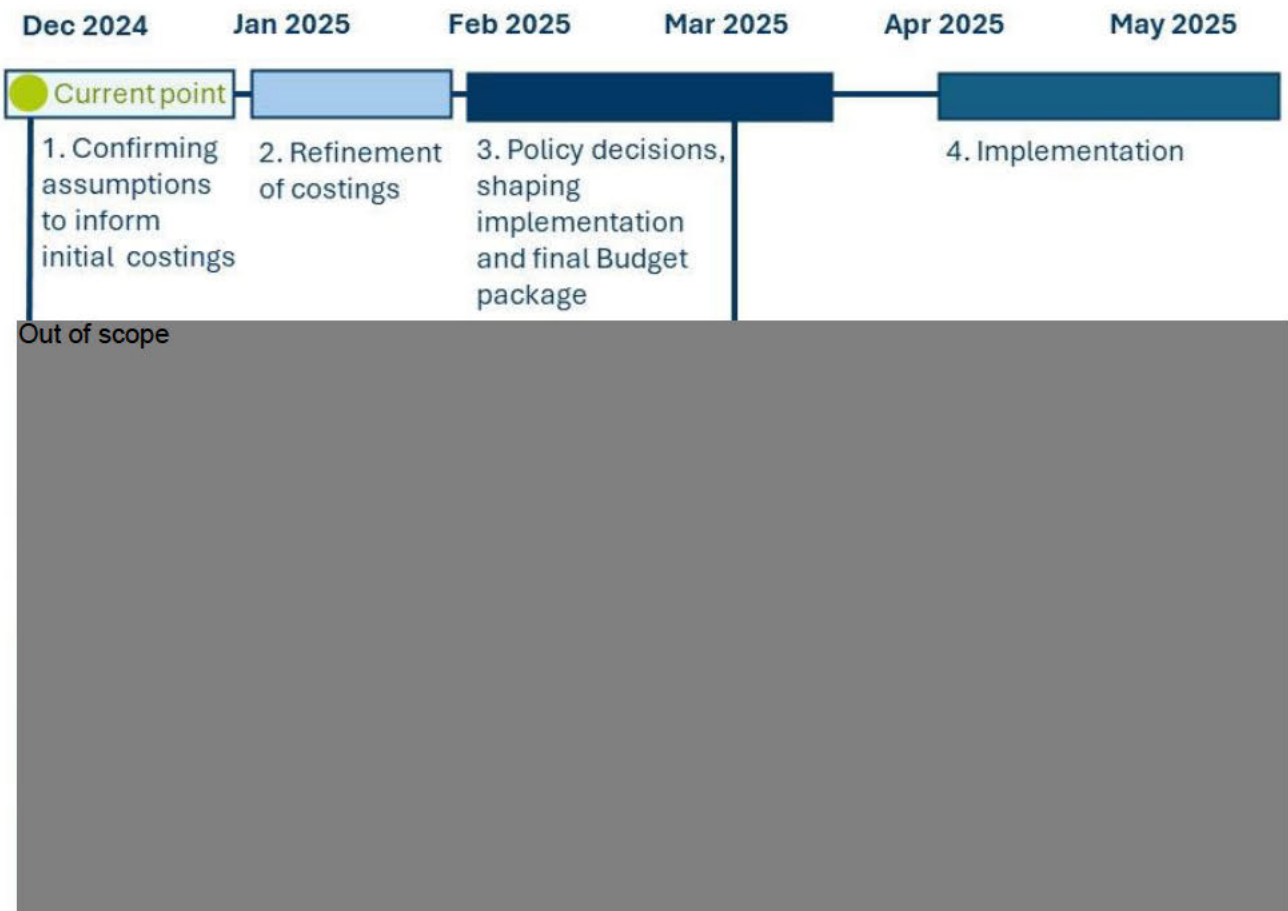 Dec 2024 Jan 2025 Feb 2025 Mar 2025 Apr 2025 May 2025
Current point
1. Confirming
assumptions
to inform
initial costings
2. Refinement
of costings
3. Policy decisions,
shaping
implementation
and final Budget
package
4. Implementation
Out of scope